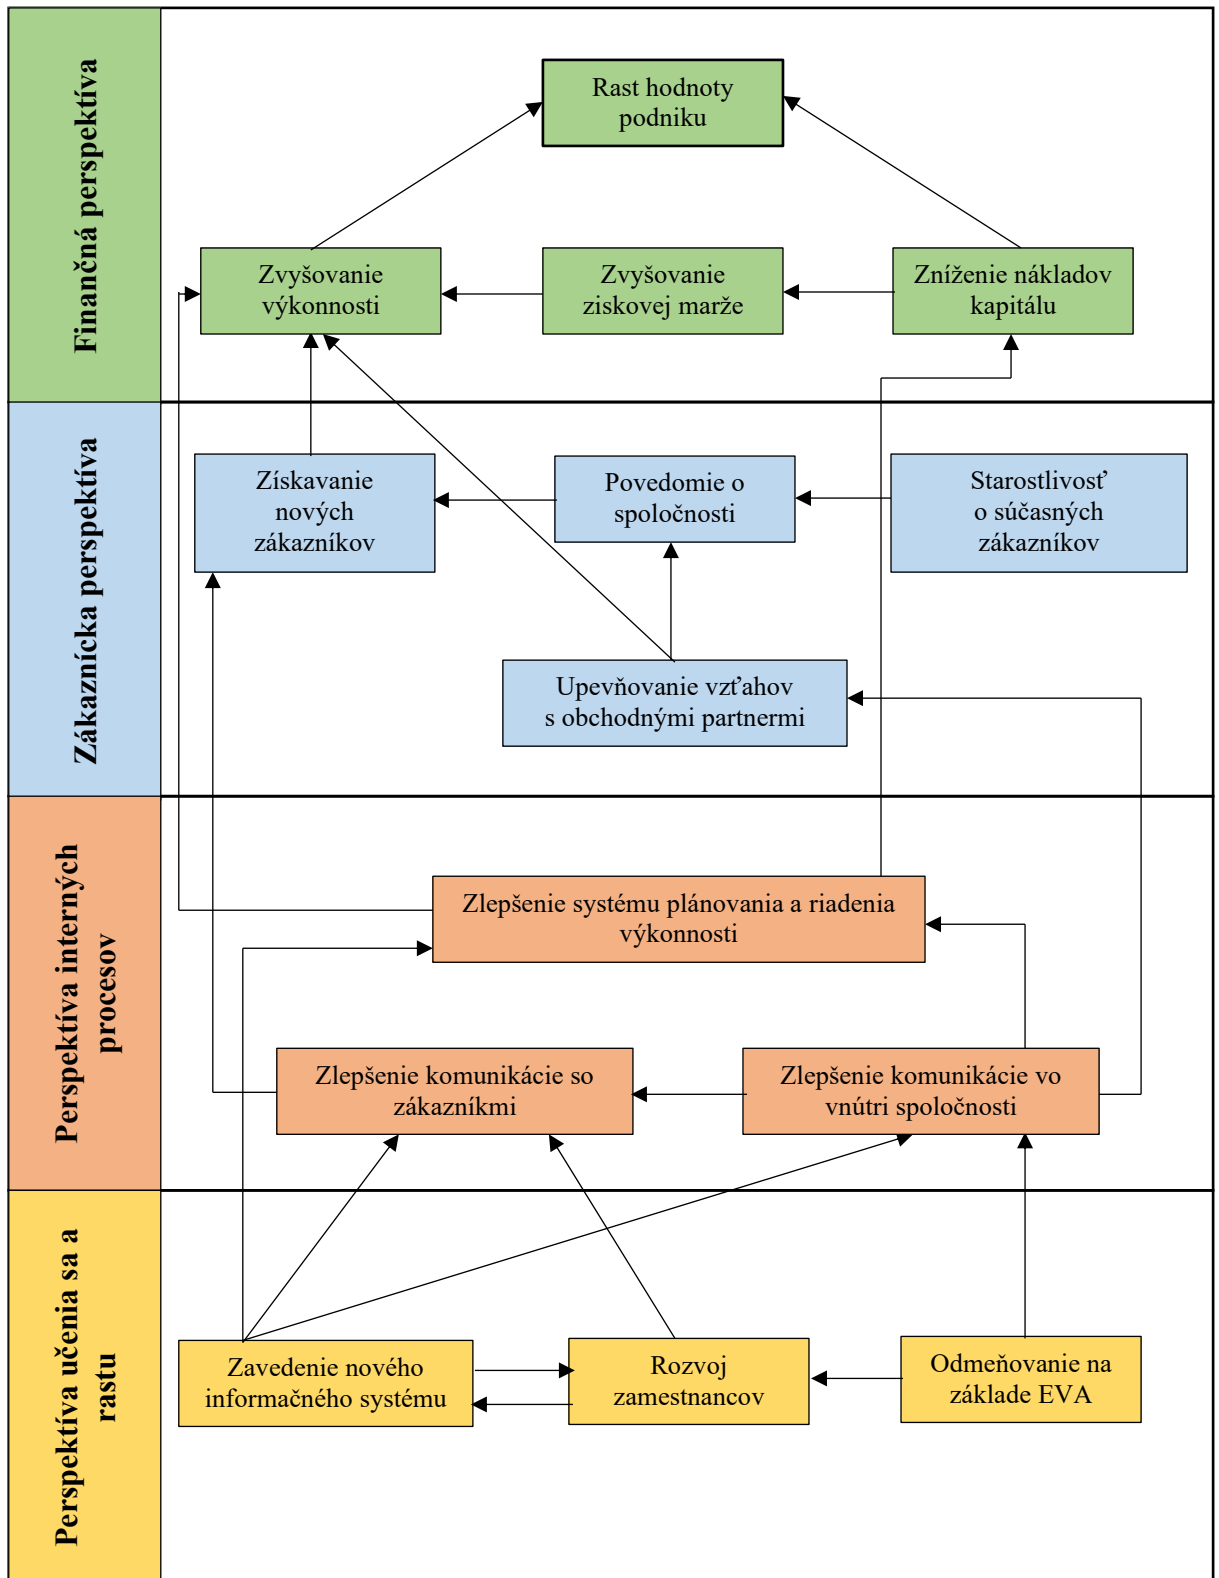 Finančná perspektíva
Rast hodnoty
podniku
Zvyšovanie
výkonnosti
Zvyšovanie
ziskovej marže
Zníženie nákladov
kapitálu
Zákaznícka perspektíva
Získavanie
nových
zákazníkov
Povedomie o
spoločnosti
Starostlivosť
o súčasných
zákazníkov
Upevňovanie vzťahov
s obchodnými partnermi
Perspektíva interných
procesov
Zlepšenie systému plánovania a riadenia
výkonnosti
Zlepšenie komunikácie so
zákazníkmi
Zlepšenie komunikácie vo
vnútri spoločnosti
Perspektíva učenia sa a
rastu
Zavedenie nového
informačného systému
Rozvoj
zamestnancov
Odmeňovanie na
základe EVA